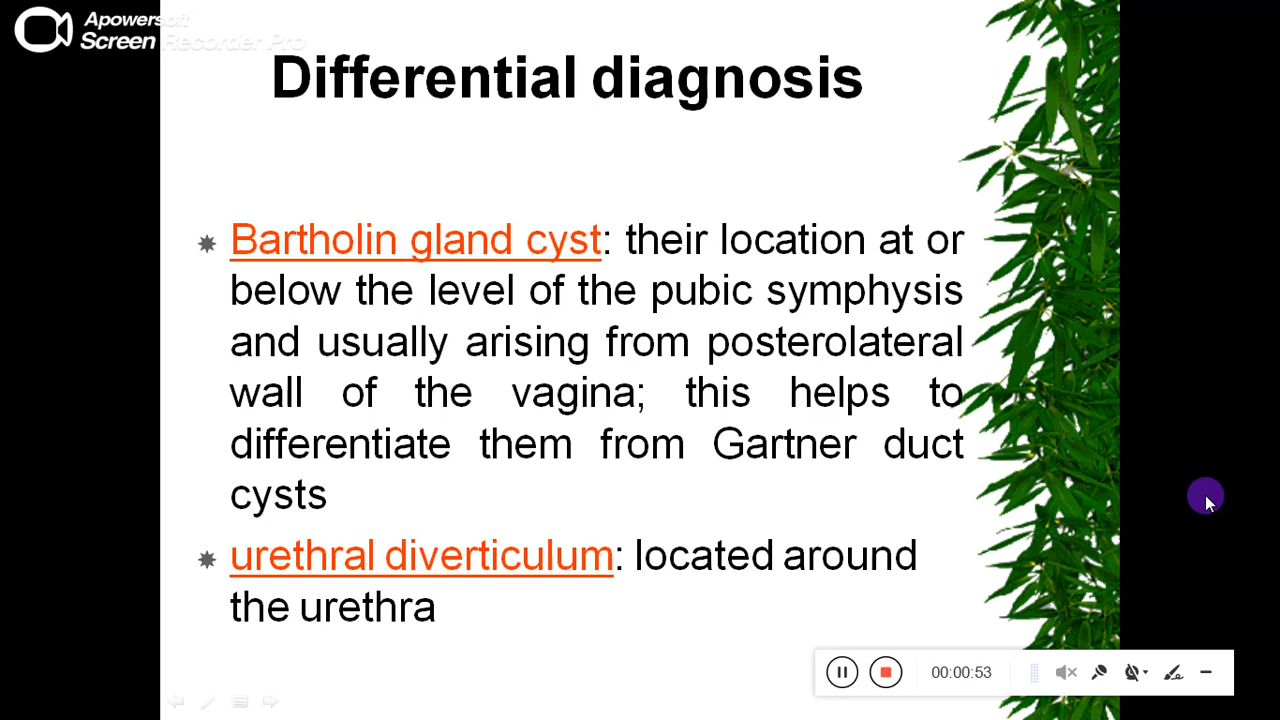 Apowersoft
Screen Recorder Pro
Differential diagnosis
Bartholin gland cyst: their location at or
below the level of the pubic symphysis
and usually arising from posterolateral
wall of the vagina; this helps to
differentiate them from Gartner duct
cysts
urethral diverticulum: located around
the urethra
00:00:53